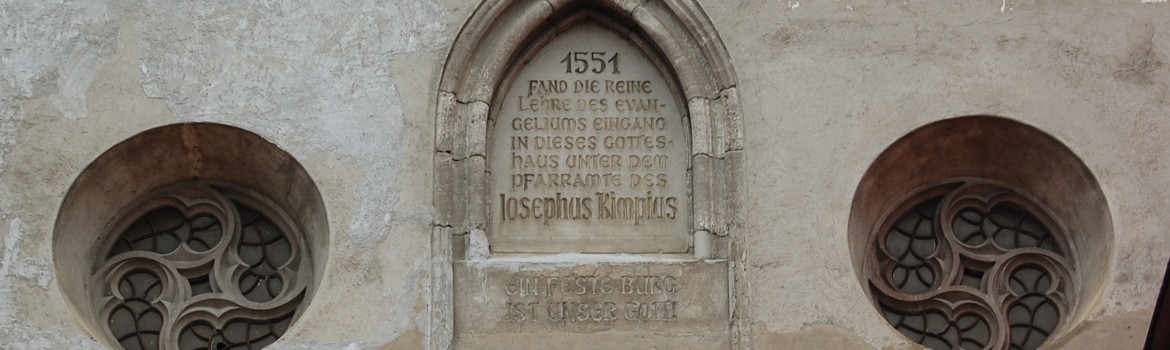 1551
FAND DIE REINE
LEHRE DES EVAN-
GELIUMS EINGANG
IN DIESES GOTTES-
HAUS UNTER DEM
PFARRAMTE DES
Iosephus Kimpius
EIN FESTE BURG
IST UNSER GOTT!